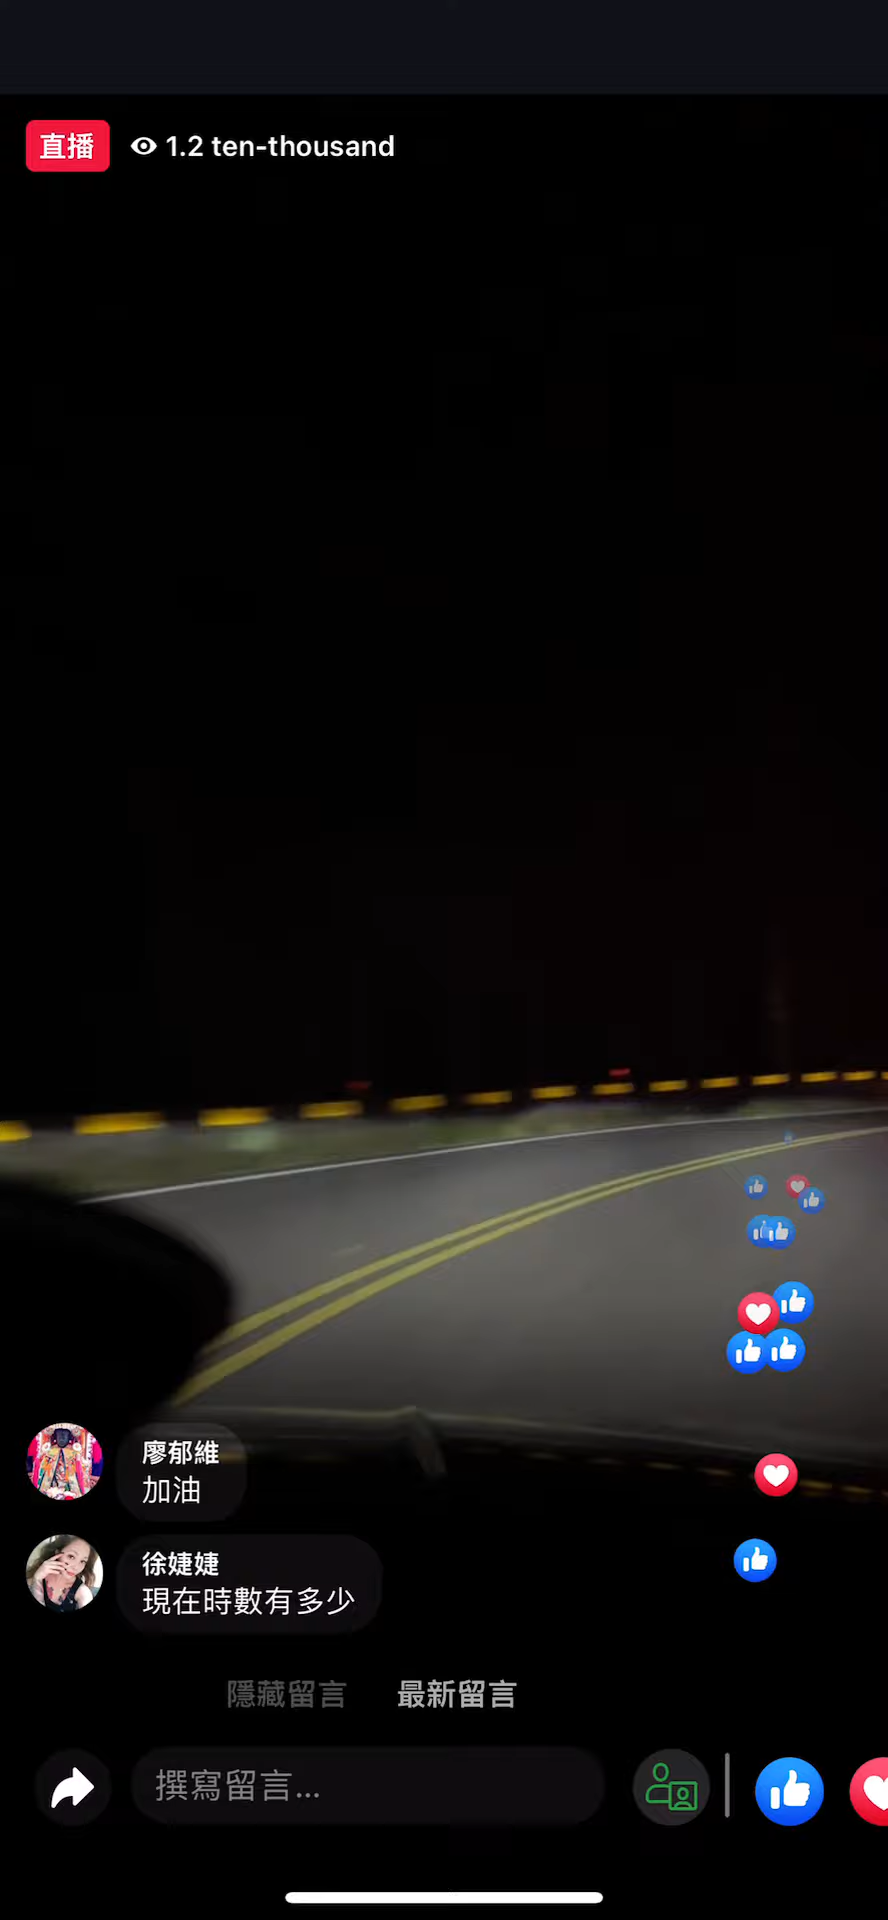 直播 1.2 ten-thousand
廖郁維
加油
徐婕婕
現在時數有多少
隱藏留言 最新留言
撰寫留言...